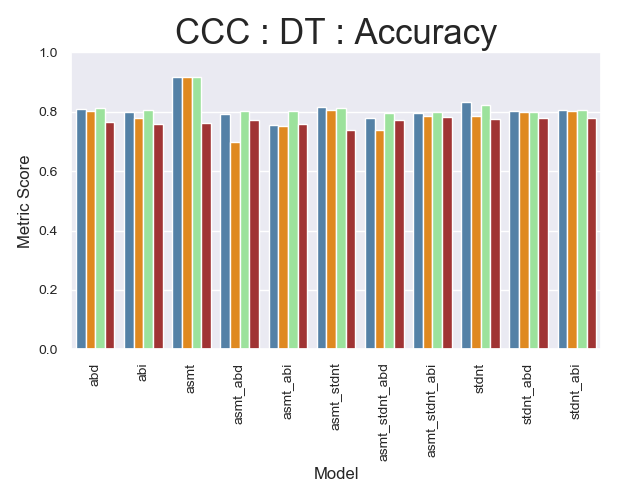 CCC : DT : Accuracy
1.0
0.8
0.6
0.4
0.2
0.0
Metric Score
abd
abi
asmt
asmt_abd
asmt_abi
asmt_stdnt
asmt_stdnt_abd
asmt_stdnt_abi
stdnt
stdnt_abd
stdnt_abi
Model